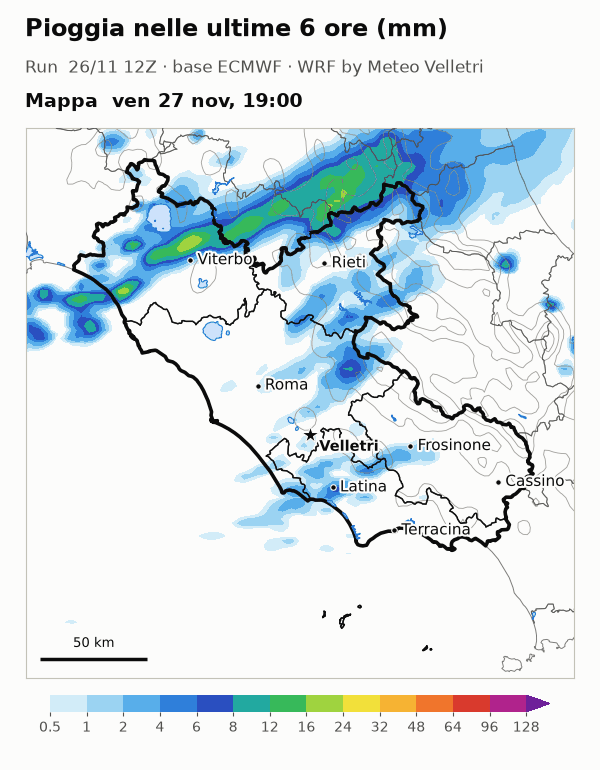 Pioggia nelle ultime 6 ore (mm)
Run  26/11 12Z · base ECMWF · WRF by Meteo Velletri
Mappa  ven 27 nov, 19:00
Viterbo
Rieti
Roma
Velletri
Frosinone
Latina
Cassino
Terracina
50 km
0.5 1 2 4 6 8 12 16 24 32 48 64 96 128